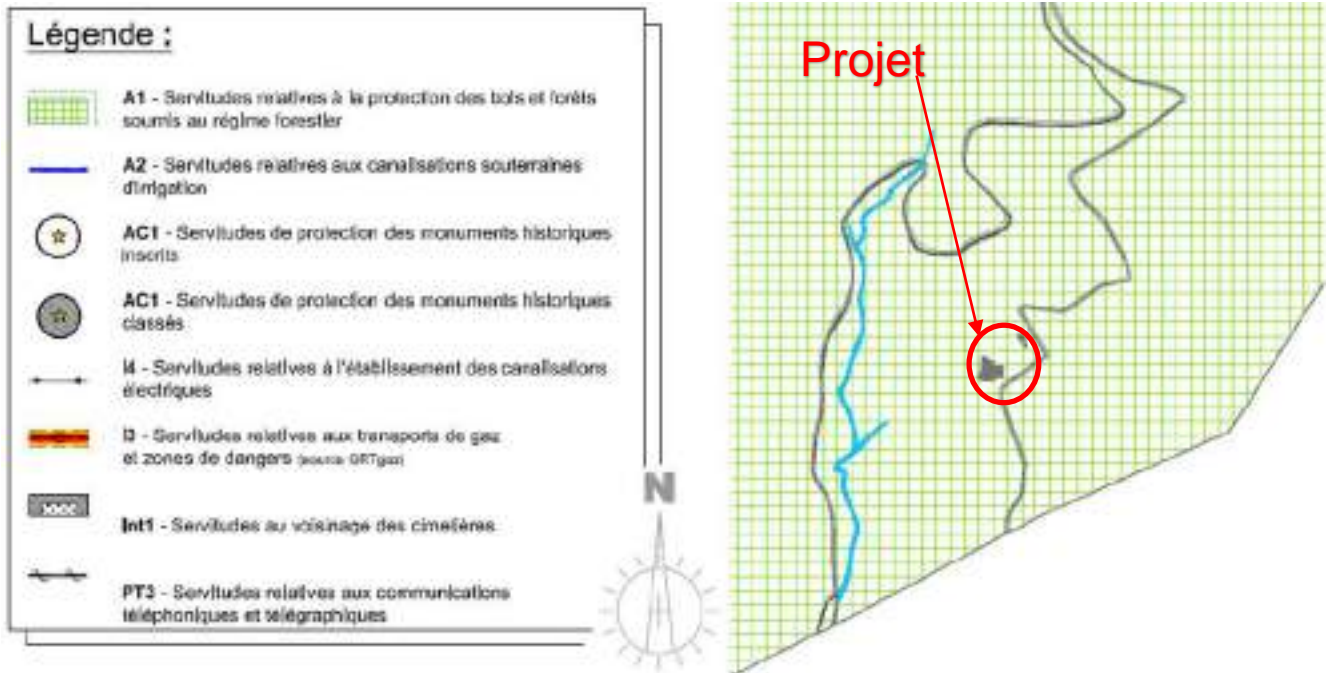 Légende :
A1 - Servitudes relatives à la protection des bois et forêts
soumis au régime forestier
A2 - Servitudes relatives aux canalisations souterraines
d'irrigation
AC1 - Servitudes de protection des monuments historiques
inscrits
AC1 - Servitudes de protection des monuments historiques
classés
I4 - Servitudes relatives à l'établissement des canalisations
électriques
I3 - Servitudes relatives aux transports de gaz
et zones de dangers (source GRTgaz)
Int1 - Servitudes au voisinage des cimetières
PT3 - Servitudes relatives aux communications
téléphoniques et télégraphiques
N
Projet